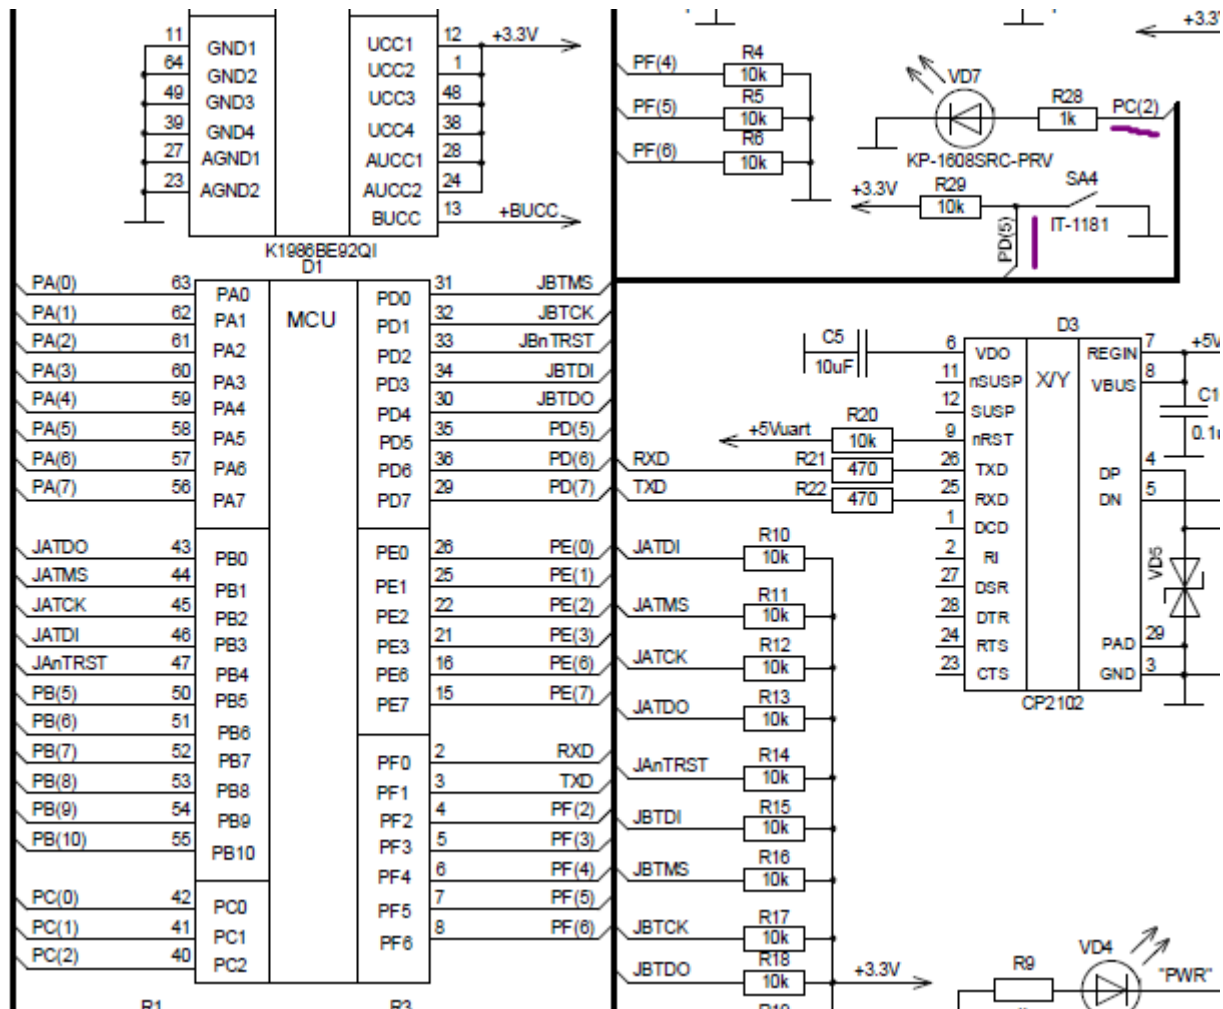 11 GND1 UCC1 12 +3.3V
64 GND2 UCC2 1
49 GND3 UCC3 48
39 GND4 UCC4 38
27 AGND1 AUCC1 28
23 AGND2 AUCC2 24
BUCC 13 +BUCC
K1986BE92QI
D1
MCU
PA(0) 63 PA0 PD0 31 JBTMS
PA(1) 62 PA1 PD1 32 JBTCK
PA(2) 61 PA2 PD2 33 JBnTRST
PA(3) 60 PA3 PD3 34 JBTDI
PA(4) 59 PA4 PD4 30 JBTDO
PA(5) 58 PA5 PD5 35 PD(5)
PA(6) 57 PA6 PD6 36 PD(6)
PA(7) 56 PA7 PD7 29 PD(7)
JATDO 43 PB0 PE0 26 PE(0)
JATMS 44 PB1 PE1 25 PE(1)
JATCK 45 PB2 PE2 22 PE(2)
JATDI 46 PB3 PE3 21 PE(3)
JAnTRST 47 PB4 PE6 16 PE(6)
PB(5) 50 PB5 PE7 15 PE(7)
PB(6) 51 PB6
PB(7) 52 PB7 PF0 2 RXD
PB(8) 53 PB8 PF1 3 TXD
PB(9) 54 PB9 PF2 4 PF(2)
PB(10) 55 PB10 PF3 5 PF(3)
PF4 6 PF(4)
PC(0) 42 PC0 PF5 7 PF(5)
PC(1) 41 PC1 PF6 8 PF(6)
PC(2) 40 PC2
R1 R3
PF(4) R4 10k
PF(5) R5 10k
PF(6) R6 10k
+3.3V
VD7 R28 1k PC(2)
KP-1608SRC-PRV
+3.3V R29 10k SA4
IT-1181
PD(5)
D3
X/Y
C5 10uF 6 VDO REGIN 7 +5V
11 nSUSP VBUS 8
12 SUSP
+5Vuart R20 10k 9 nRST
RXD R21 470 26 TXD DP 4
TXD R22 470 25 RXD DN 5
1 DCD
2 RI
27 DSR
28 DTR
24 RTS PAD 29
23 CTS GND 3
CP2102
VD5
JATDI R10 10k
JATMS R11 10k
JATCK R12 10k
JATDO R13 10k
JAnTRST R14 10k
JBTDI R15 10k
JBTMS R16 10k
JBTCK R17 10k
JBTDO R18 10k +3.3V
R9 VD4 "PWR"